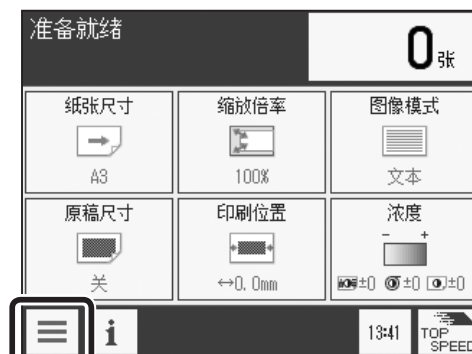 准备就绪
0张
纸张尺寸 缩放倍率 图像模式
A3 100% 文本
原稿尺寸 印刷位置 浓度
- +
关 ↔0.0mm ±0 ±0 ±0
i 13:41 TOP SPEED